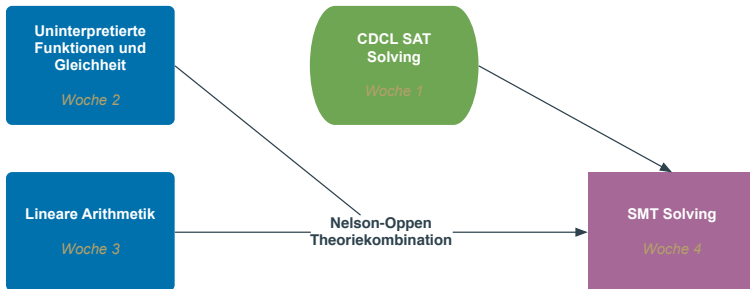 Uninterpretierte
Funktionen und
Gleichheit
Woche 2
CDCL SAT
Solving
Woche 1
Lineare Arithmetik
Woche 3
Nelson-Oppen
Theoriekombination
SMT Solving
Woche 4